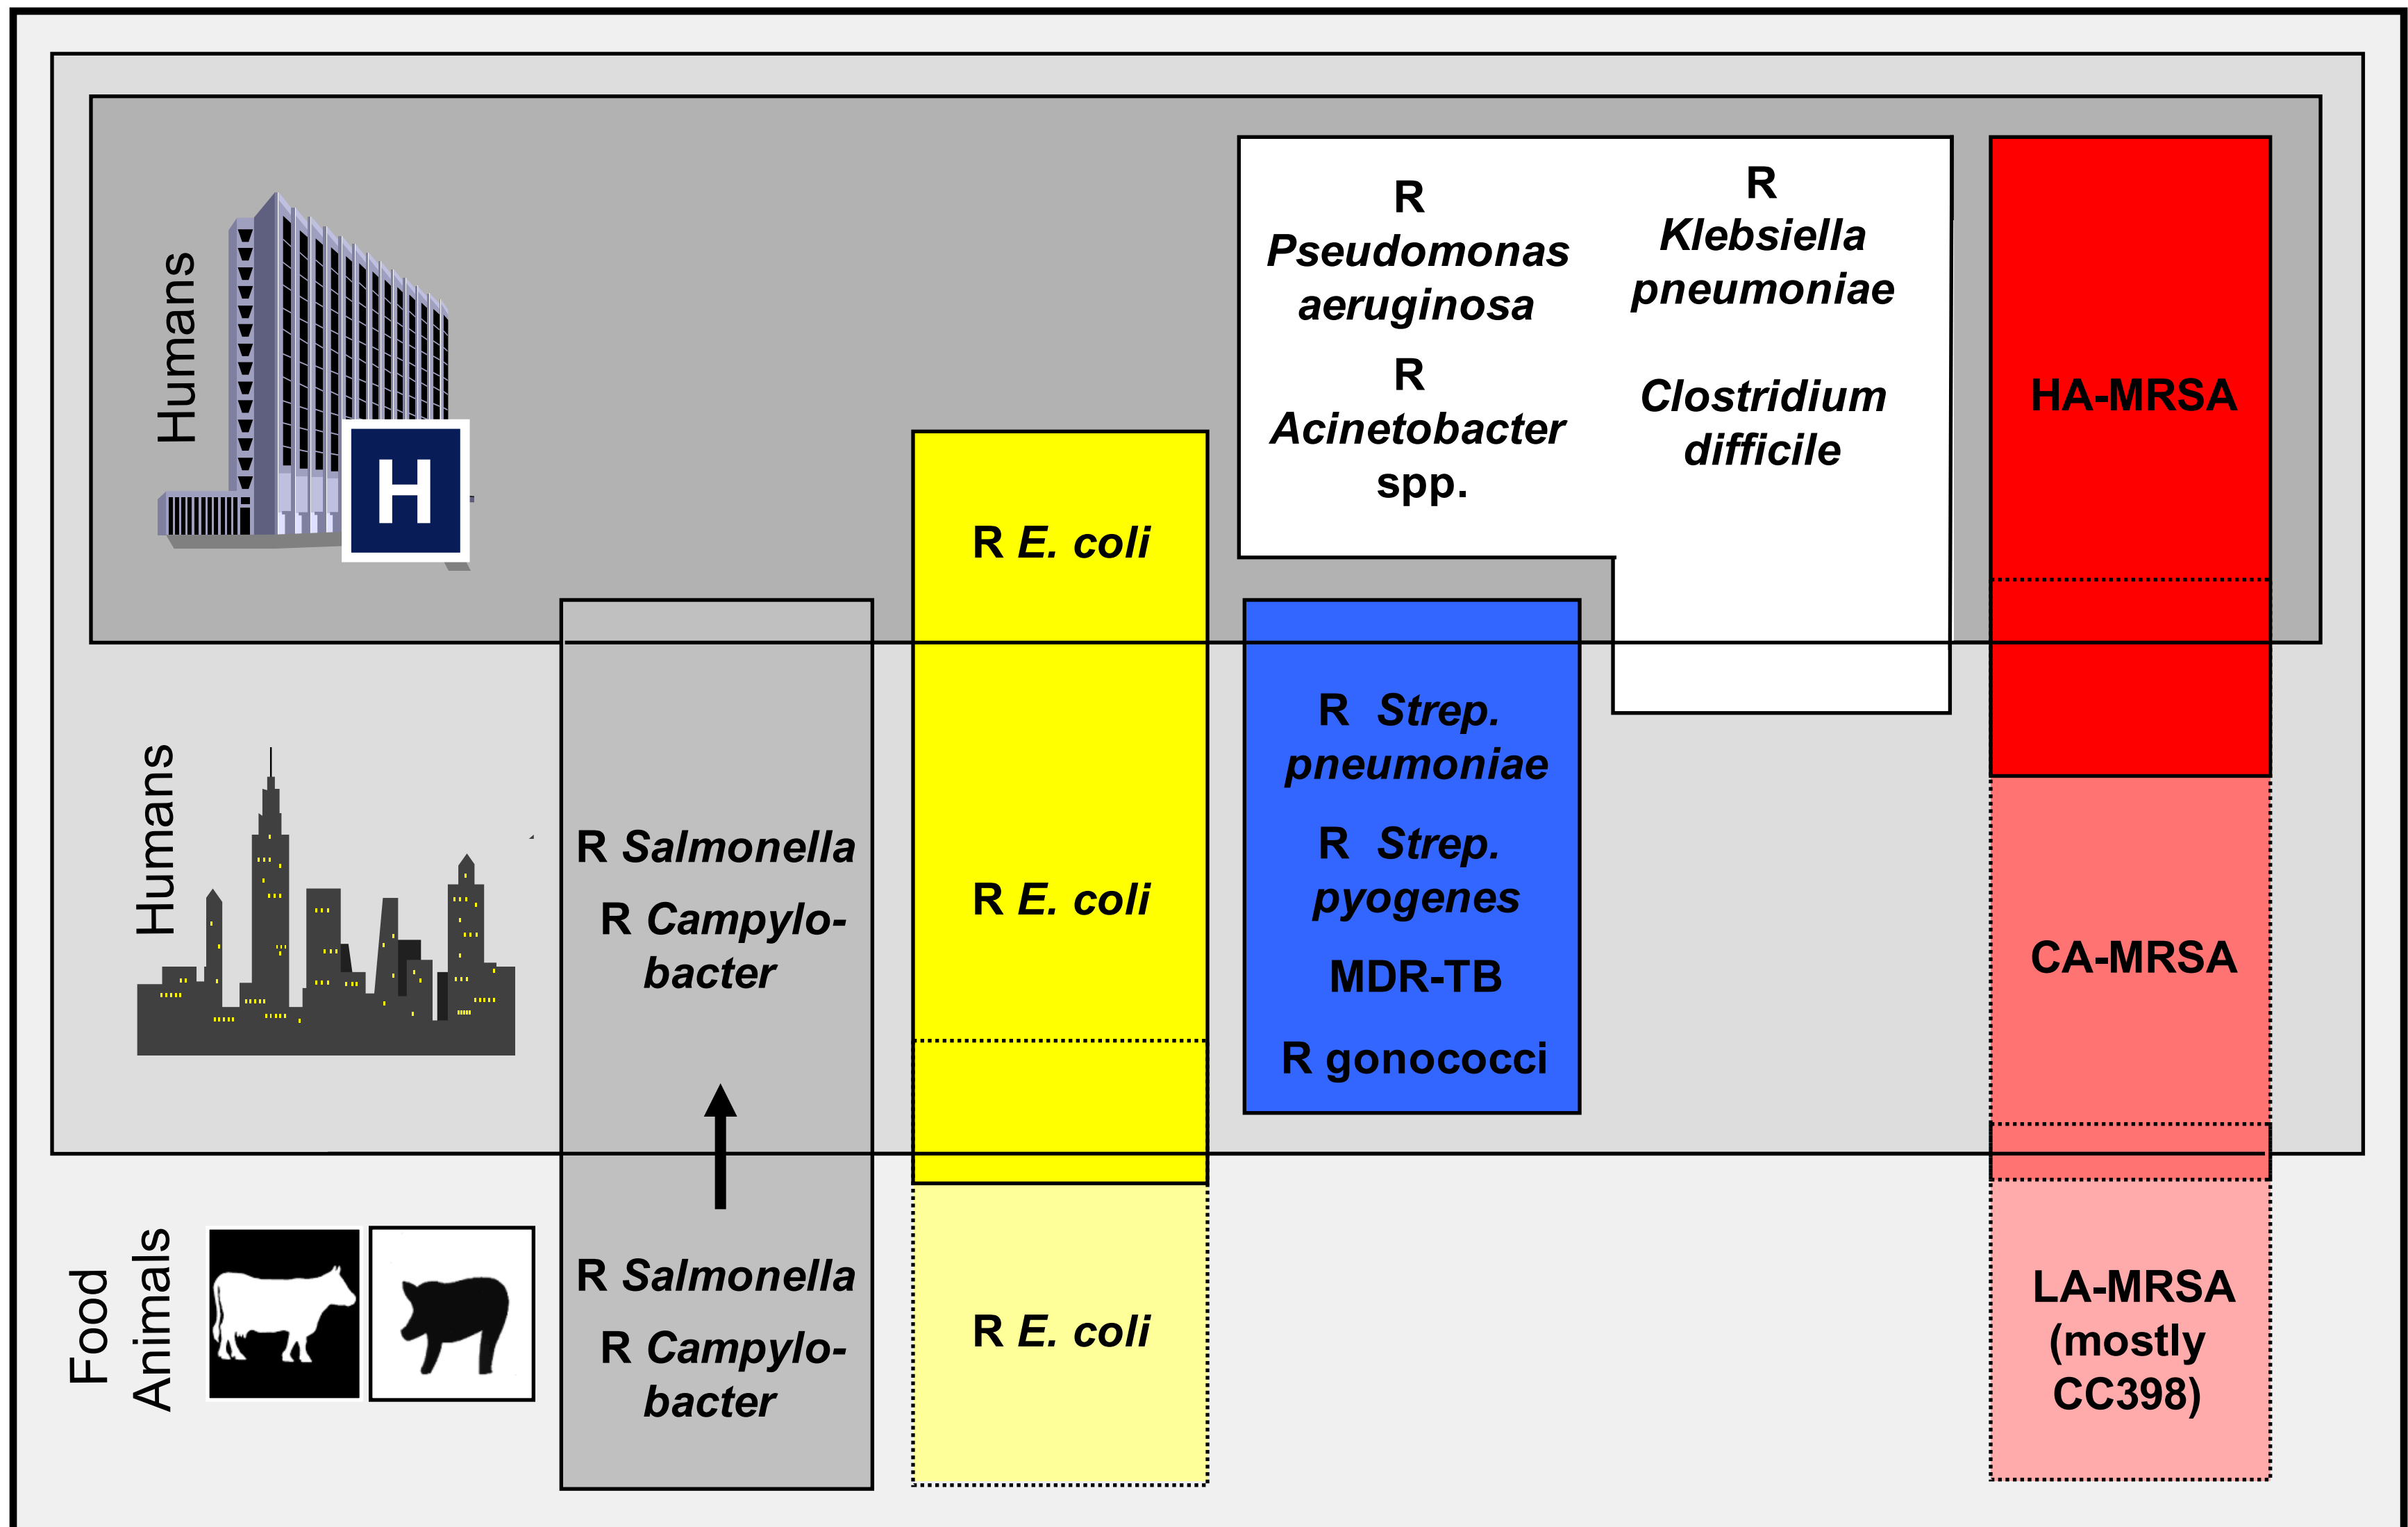 Humans
H
R
Pseudomonas
aeruginosa
R
Acinetobacter
spp.
R
Klebsiella
pneumoniae
Clostridium
difficile
HA-MRSA
R E. coli
Humans
R Salmonella
R Campylo-
bacter
R E. coli
R Strep.
pneumoniae
R Strep.
pyogenes
MDR-TB
R gonococci
CA-MRSA
Food
Animals
R Salmonella
R Campylo-
bacter
R E. coli
LA-MRSA
(mostly
CC398)